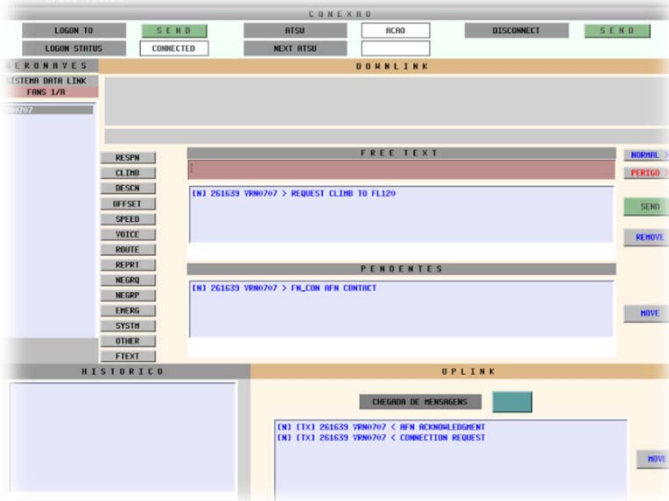 CONEXAO
LOGON TO
SEND
ATSU
ACAO
DISCONNECT
SEND
LOGON STATUS
CONNECTED
NEXT ATSU
ERONAVES
DOWNLINK
SISTEMA DATA LINK
FANS 1/A
FREE TEXT
NORMAL >
PERIGO >
RESPN
CLIMB
DESCN
OFFSET
SPEED
VOICE
ROUTE
REPRT
NEGRQ
NEGRP
EMERG
SYSTM
OTHER
FTEXT
[N] 261639 VRN0707 > REQUEST CLIMB TO FL120
SEND
REMOVE
PENDENTES
[N] 261639 VRN0707 > FN_CON AFN CONTACT
MOVE
HISTORICO
UPLINK
CHEGADA DE MENSAGENS
[N] [TX] 261639 VRN0707 < AFN ACKNOWLEDGMENT
[N] [TX] 261639 VRN0707 < CONNECTION REQUEST
MOVE